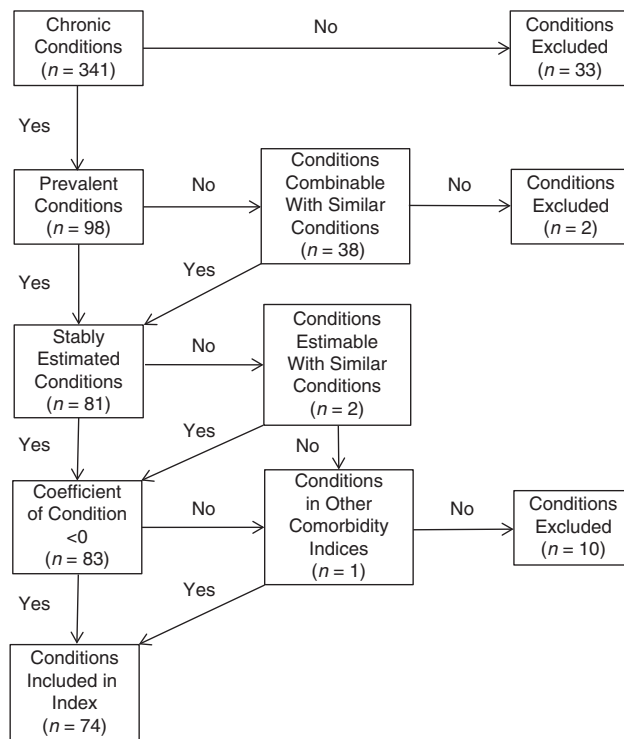 Chronic
Conditions
(n = 341)
No
Conditions
Excluded
(n = 33)
Yes
Prevalent
Conditions
(n = 98)
No
Conditions
Combinable
With Similar
Conditions
(n = 38)
No
Conditions
Excluded
(n = 2)
Yes
Yes
Stably
Estimated
Conditions
(n = 81)
No
Conditions
Estimable
With Similar
Conditions
(n = 2)
Yes
Yes
No
Coefficient
of Condition
<0
(n = 83)
No
Conditions
in Other
Comorbidity
Indices
(n = 1)
No
Conditions
Excluded
(n = 10)
Yes
Yes
Conditions
Included in
Index
(n = 74)